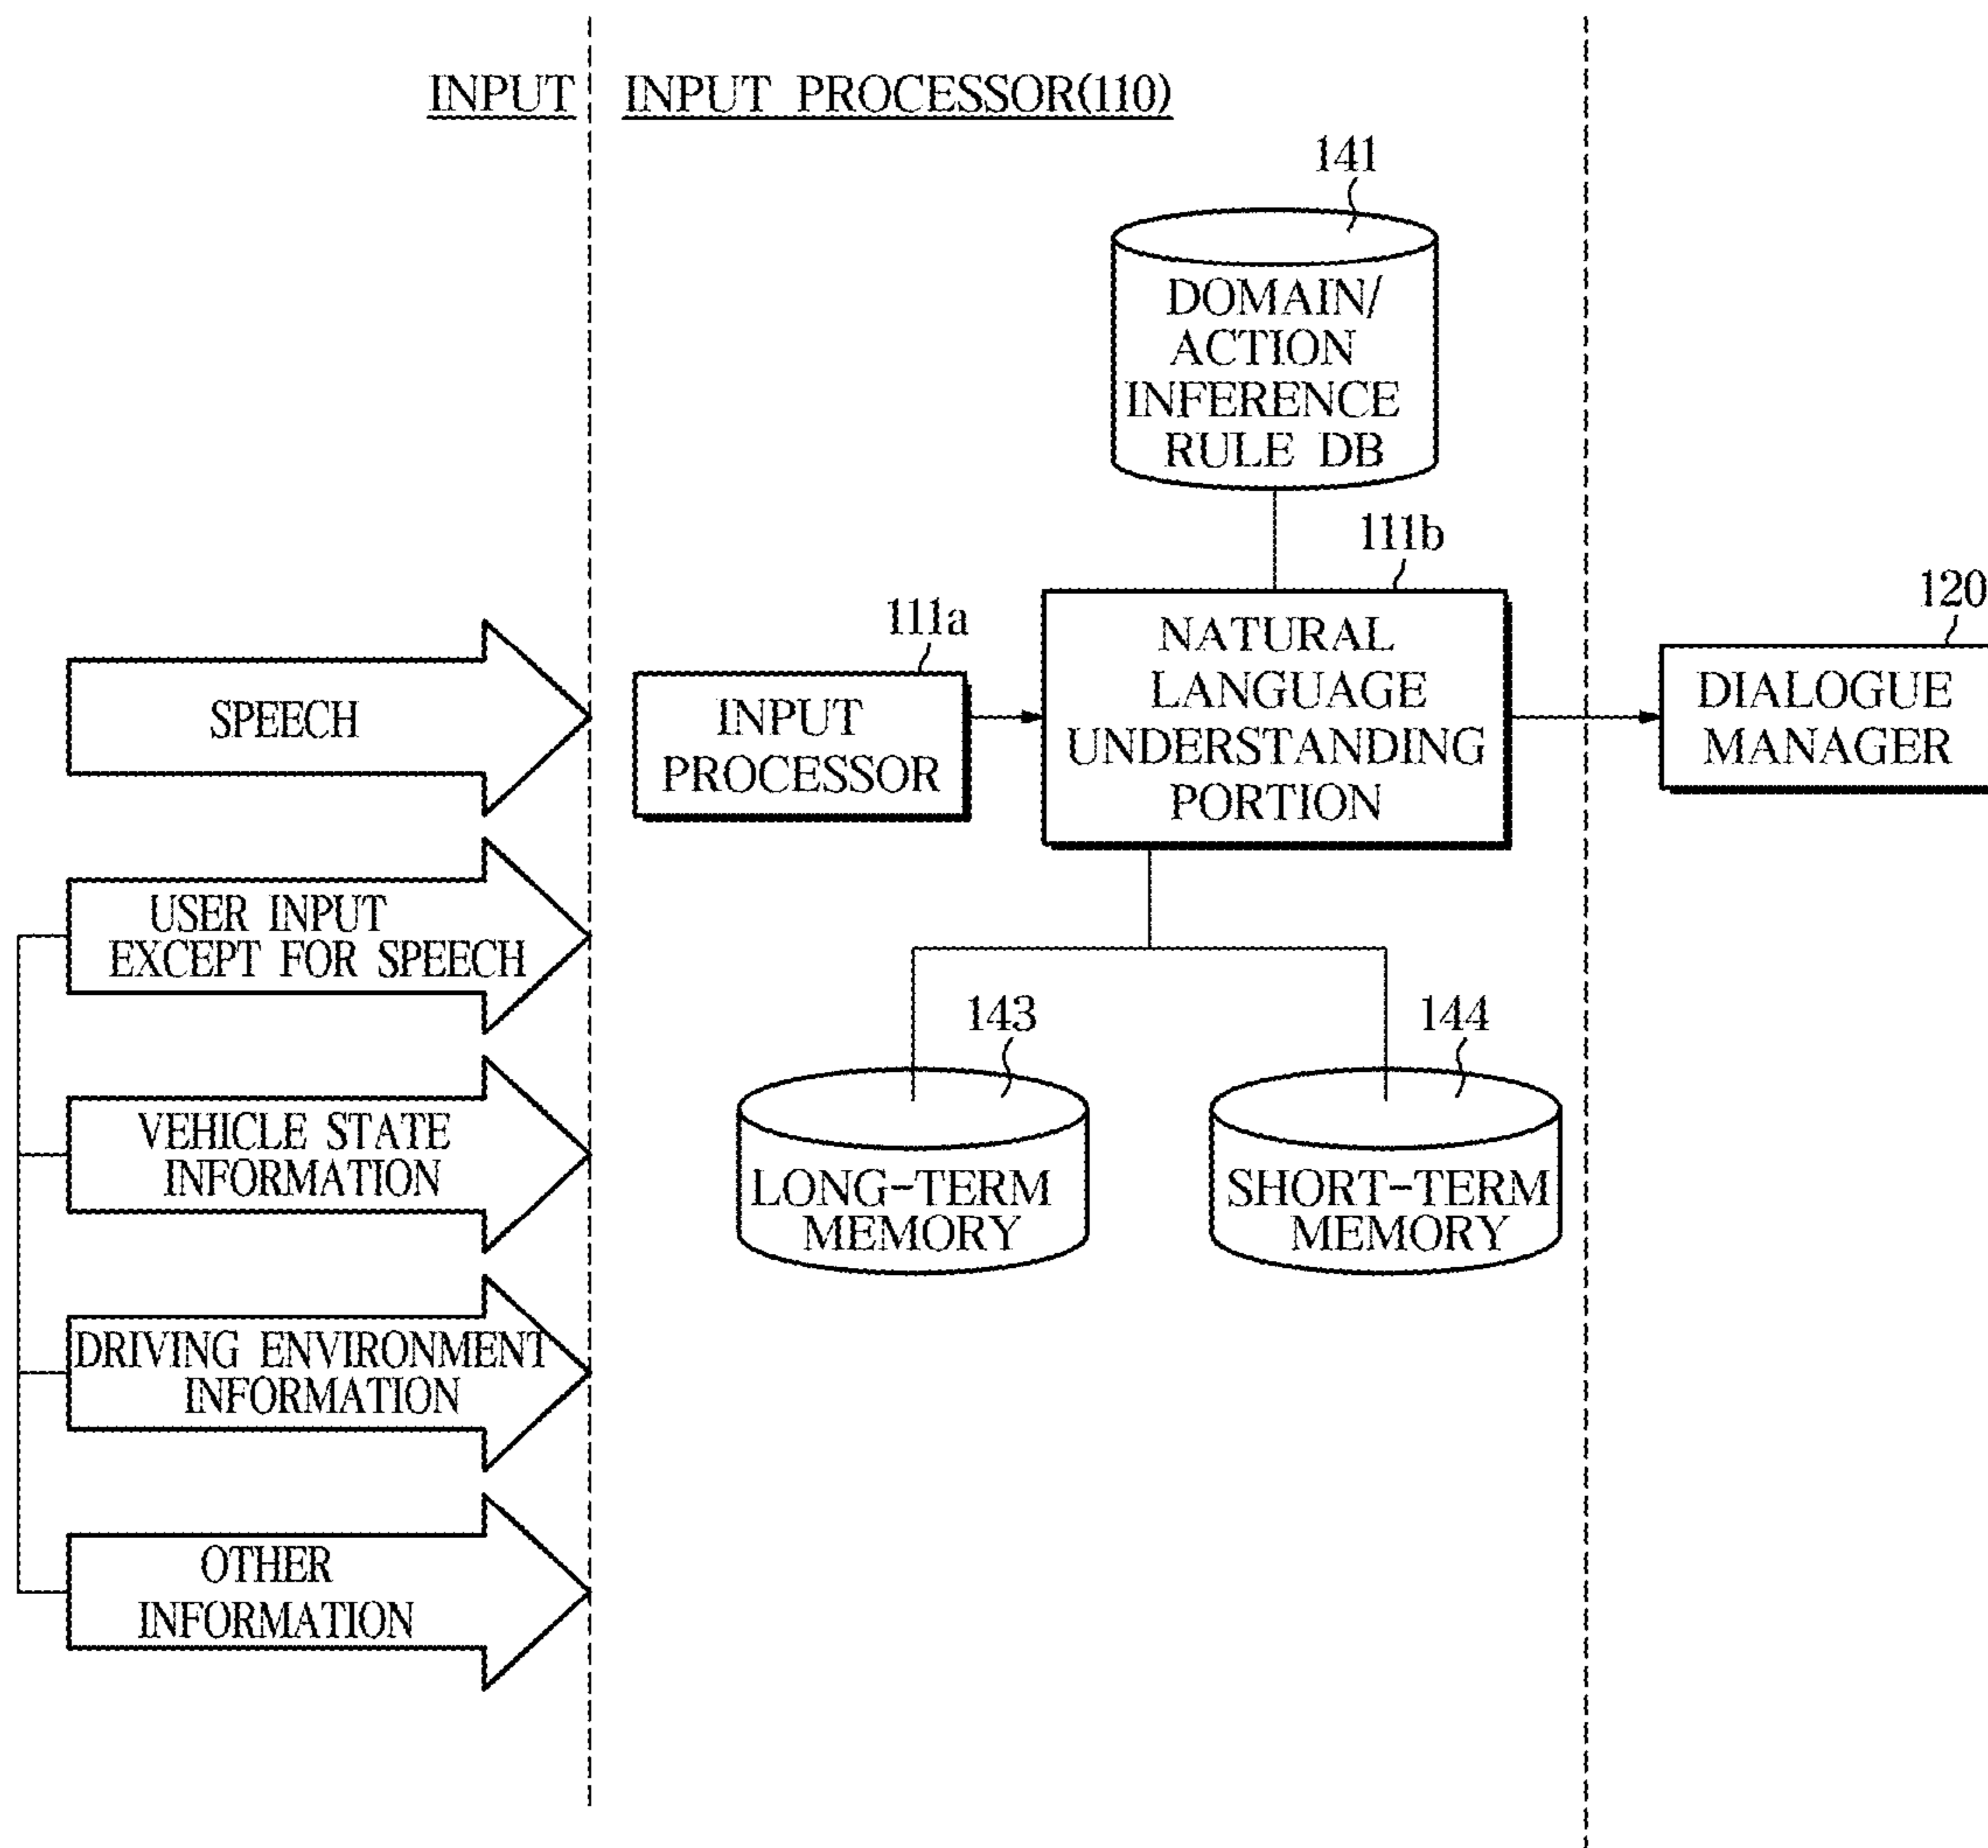 INPUT
INPUT PROCESSOR(110)
141
DOMAIN/
ACTION
INFERENCE
RULE DB
111b
111a
120
SPEECH
INPUT
PROCESSOR
NATURAL
LANGUAGE
UNDERSTANDING
PORTION
DIALOGUE
MANAGER
USER INPUT
EXCEPT FOR SPEECH
143
144
VEHICLE STATE
INFORMATION
LONG-TERM
MEMORY
SHORT-TERM
MEMORY
DRIVING ENVIRONMENT
INFORMATION
OTHER
INFORMATION